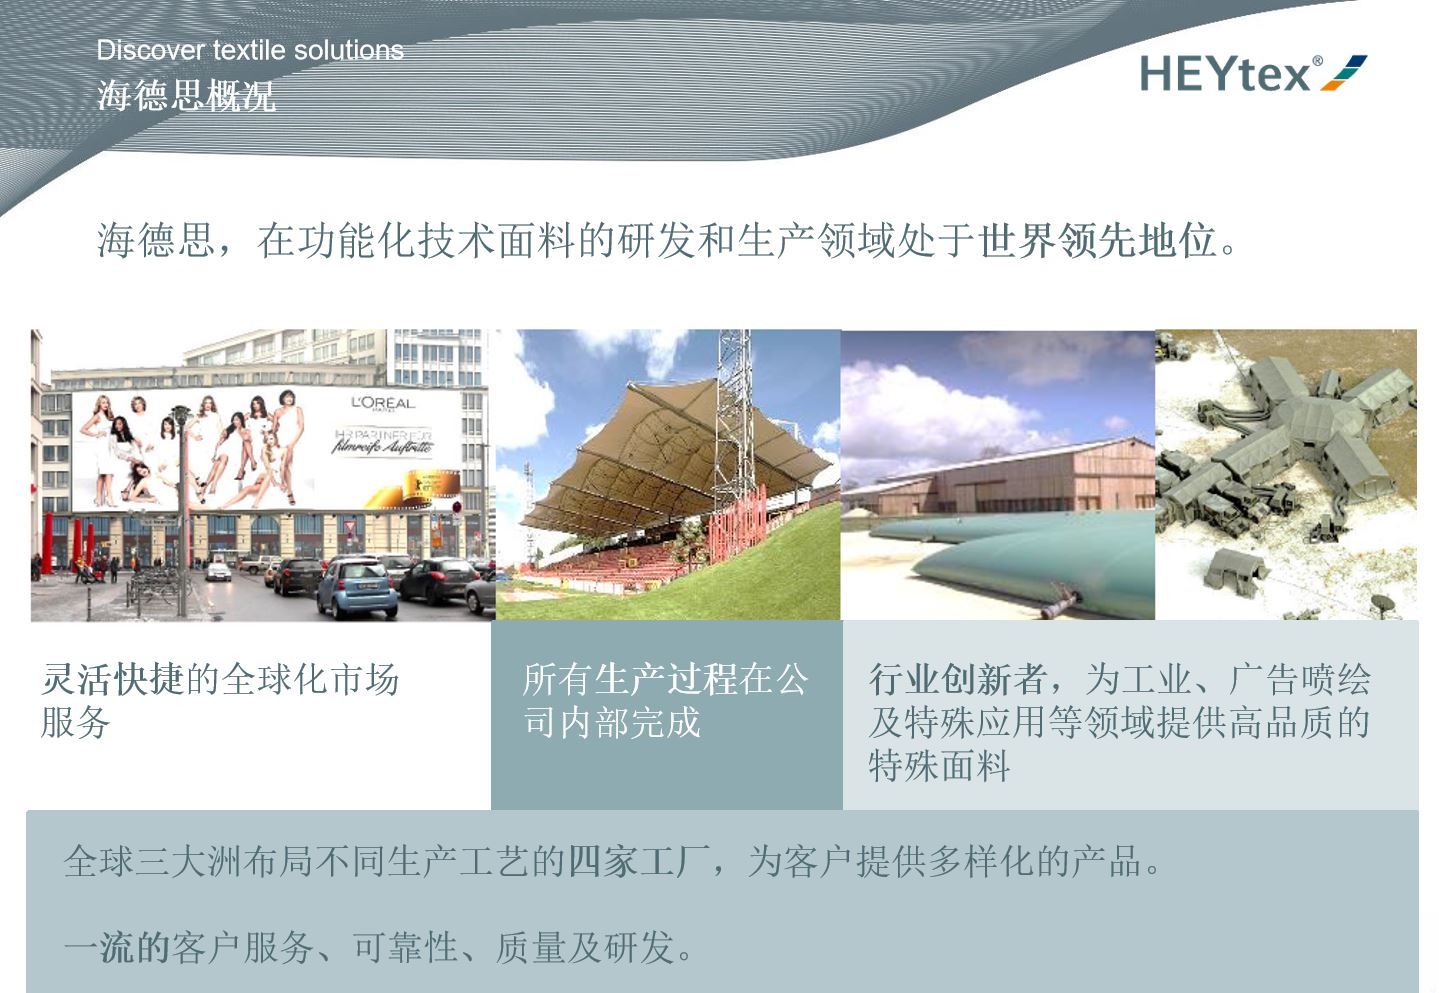 Discover textile solutions
海德思概况
HEYtex®
海德思，在功能化技术面料的研发和生产领域处于世界领先地位。
L'ORÉAL
PARIS
IHR PARTNER FÜR
filmreife Auftritte
灵活快捷的全球化市场
服务
所有生产过程在公
司内部完成
行业创新者，为工业、广告喷绘
及特殊应用等领域提供高品质的
特殊面料
全球三大洲布局不同生产工艺的四家工厂，为客户提供多样化的产品。
一流的客户服务、可靠性、质量及研发。